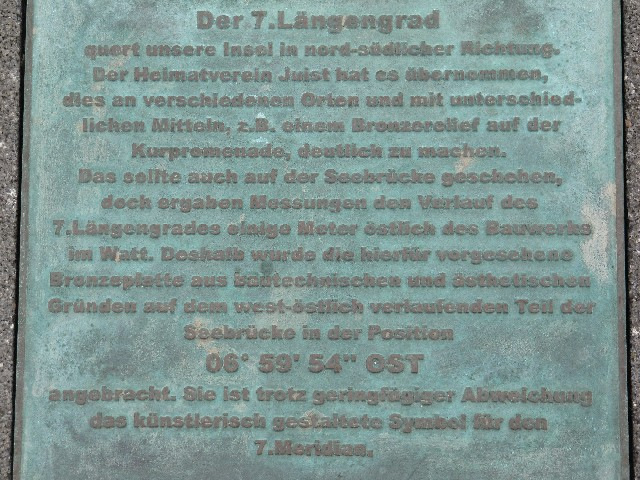 Der 7.Längengrad
quert unsere Insel in nord-südlicher Richtung.
Der Heimatverein Juist hat es übernommen,
dies an verschiedenen Orten und mit unterschied-
lichen Mitteln, z.B. einem Bronzerelief auf der
Kurpromenade, deutlich zu machen.
Das sollte auch auf der Seebrücke geschehen,
doch ergaben Messungen den Verlauf des
7.Längengrades einige Meter östlich des Bauwerks
im Watt. Deshalb wurde die hierfür vorgesehene
Bronzeplatte aus bautechnischen und ästhetischen
Gründen auf dem west-östlich verlaufenden Teil der
Seebrücke in der Position
06° 59' 54" OST
angebracht. Sie ist trotz geringfügiger Abweichung
das künstlerisch gestaltete Symbol für den
7.Meridian.